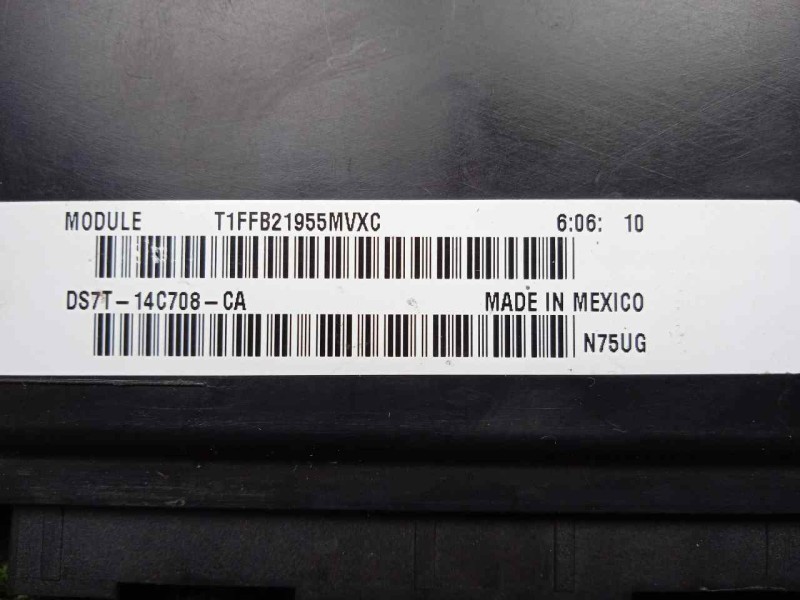 MODULE T1FFB21955MVXC 6:06: 10
DS7T-14C708-CA MADE IN MEXICO
N75UG